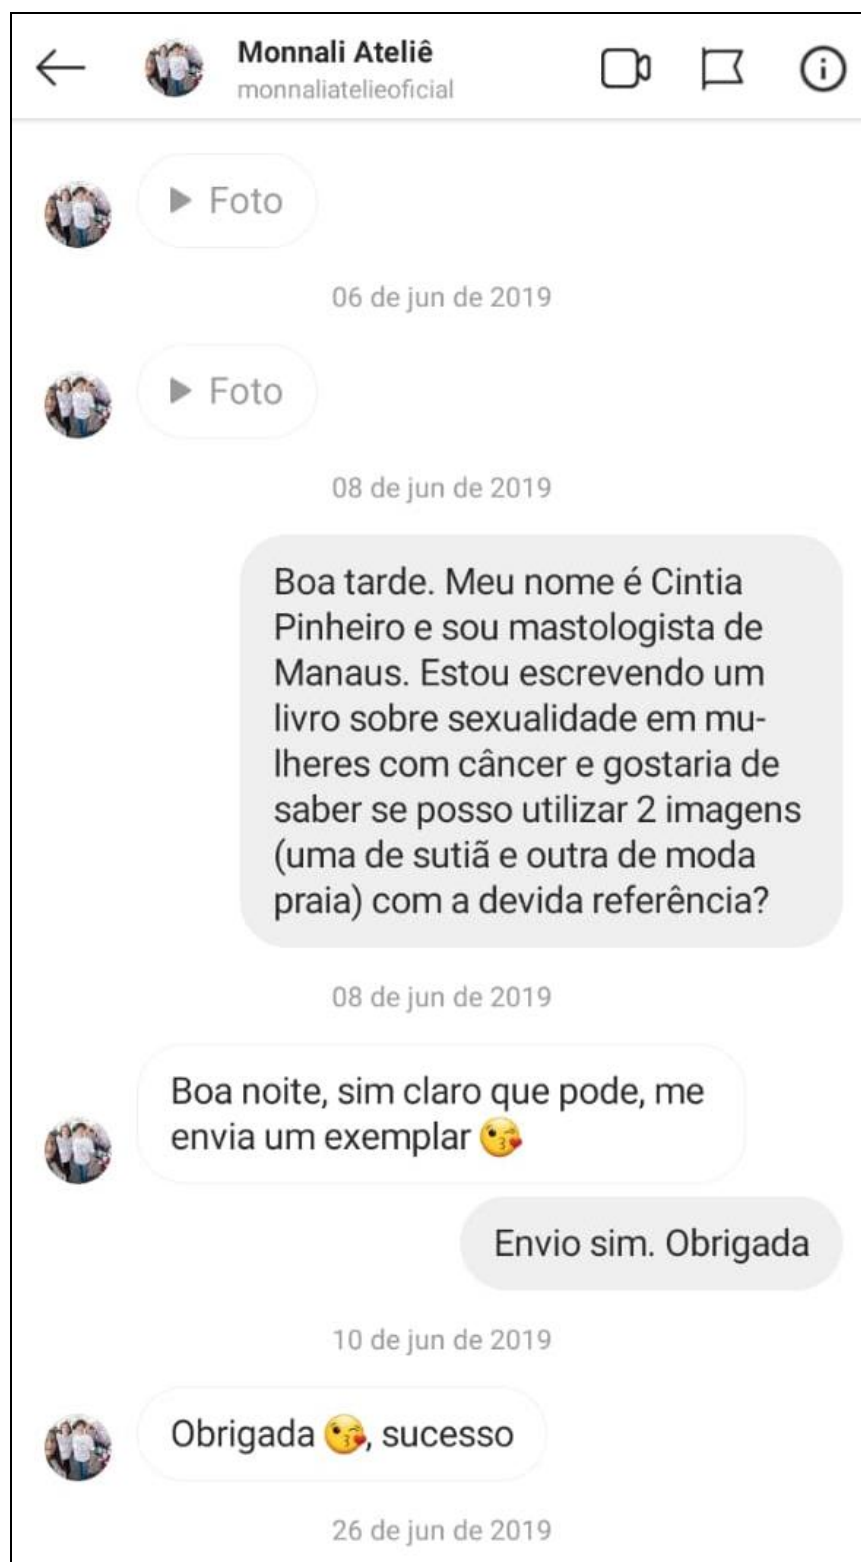 Monnali Ateliê
monnaliatelieoficial
Foto
06 de jun de 2019
Foto
08 de jun de 2019
Boa tarde. Meu nome é Cintia
Pinheiro e sou mastologista de
Manaus. Estou escrevendo um
livro sobre sexualidade em mu-
lheres com câncer e gostaria de
saber se posso utilizar 2 imagens
(uma de sutiã e outra de moda
praia) com a devida referência?
08 de jun de 2019
Boa noite, sim claro que pode, me
envia um exemplar 😘
Envio sim. Obrigada
10 de jun de 2019
Obrigada 😘, sucesso
26 de jun de 2019